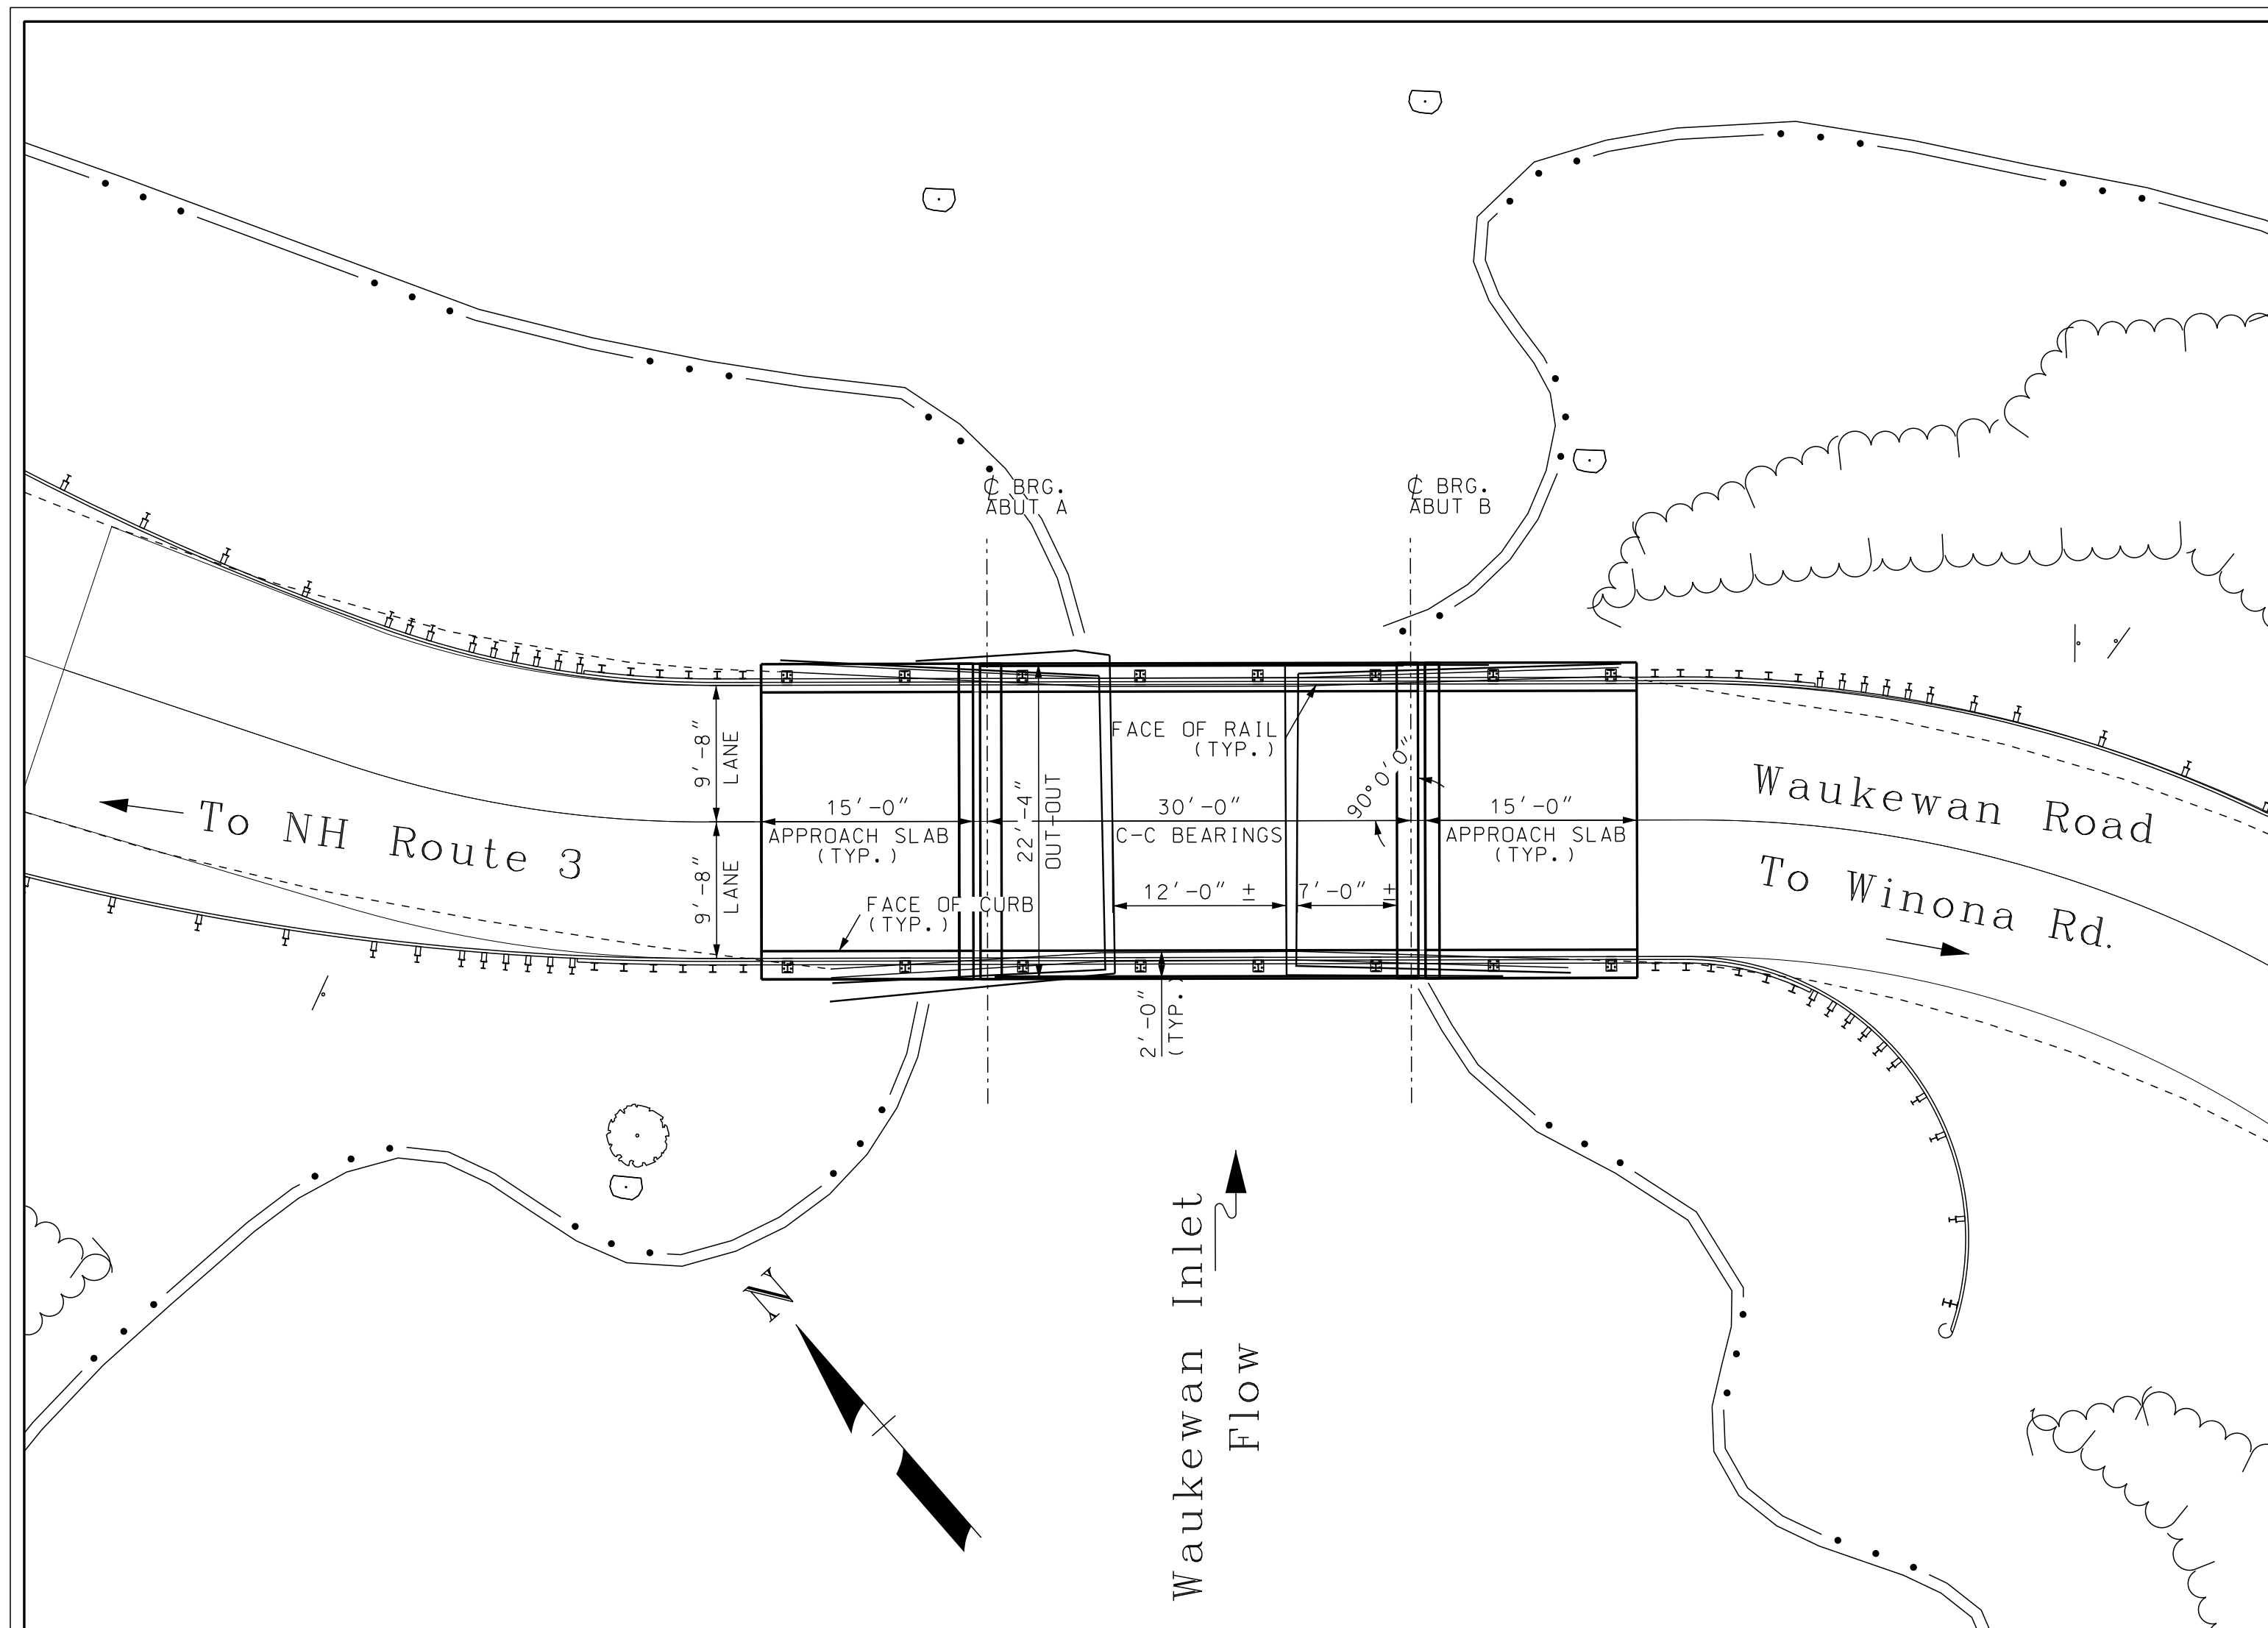 ℄ BRG.
ABUT A
℄ BRG.
ABUT B
FACE OF RAIL
(TYP.)
9'-8"
LANE
90°0'0"
15'-0"
APPROACH SLAB
(TYP.)
22'-4"
OUT-OUT
30'-0"
C-C BEARINGS
15'-0"
APPROACH SLAB
(TYP.)
Waukewan Road
To NH Route 3
To Winona Rd.
9'-8"
LANE
12'-0" ±
7'-0" ±
FACE OF CURB
(TYP.)
2'-0"
(TYP.)
N
Waukewan Inlet
Flow